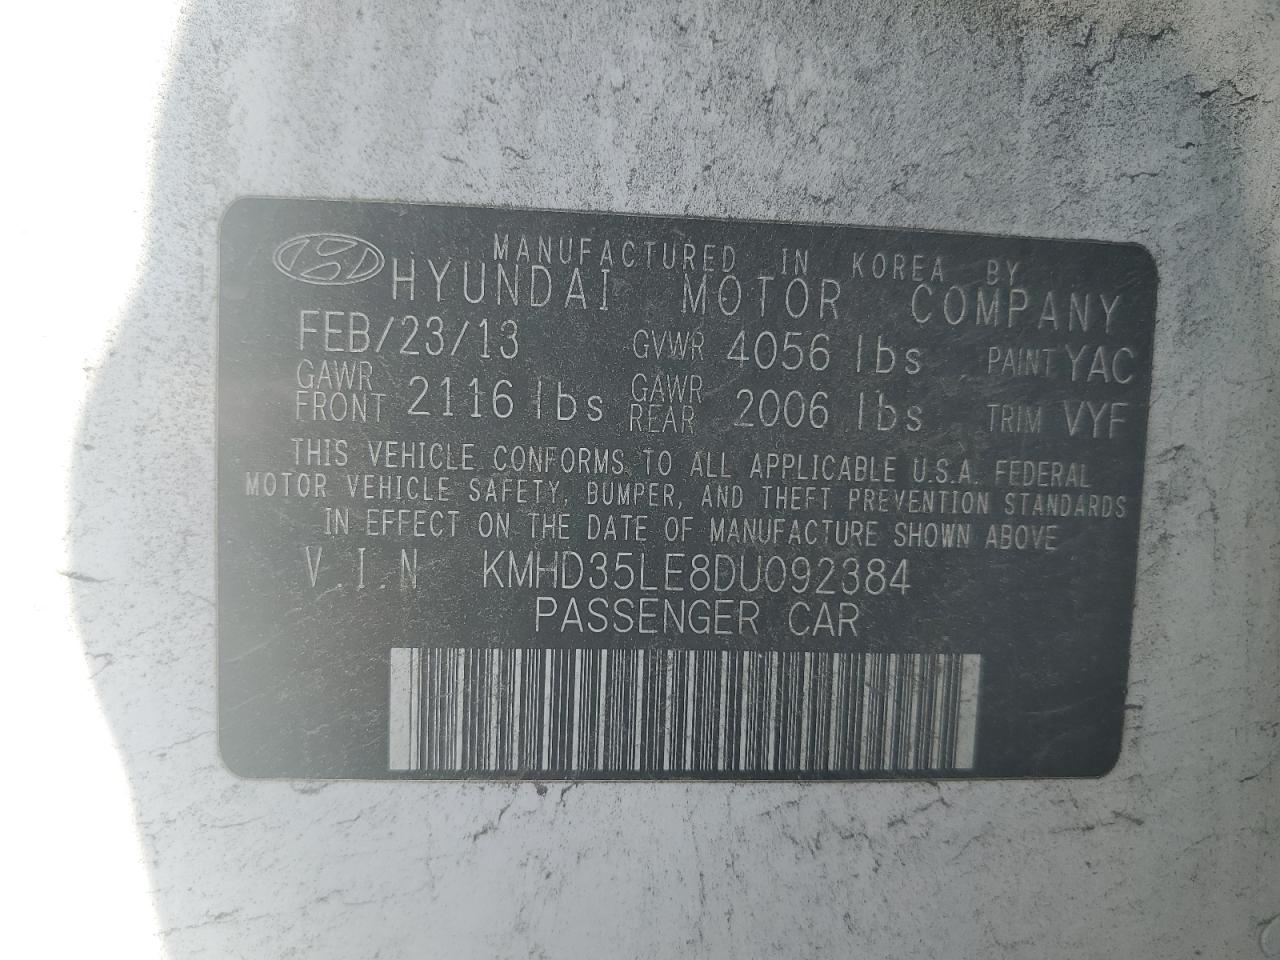 MANUFACTURED IN KOREA BY
HYUNDAI MOTOR COMPANY
FEB/23/13 GVWR 4056 lbs PAINT YAC
GAWR FRONT 2116 lbs GAWR REAR 2006 lbs TRIM VYF
THIS VEHICLE CONFORMS TO ALL APPLICABLE U.S.A. FEDERAL
MOTOR VEHICLE SAFETY, BUMPER, AND THEFT PREVENTION STANDARDS
IN EFFECT ON THE DATE OF MANUFACTURE SHOWN ABOVE
V.I.N KMHD35LE8DU092384
PASSENGER CAR